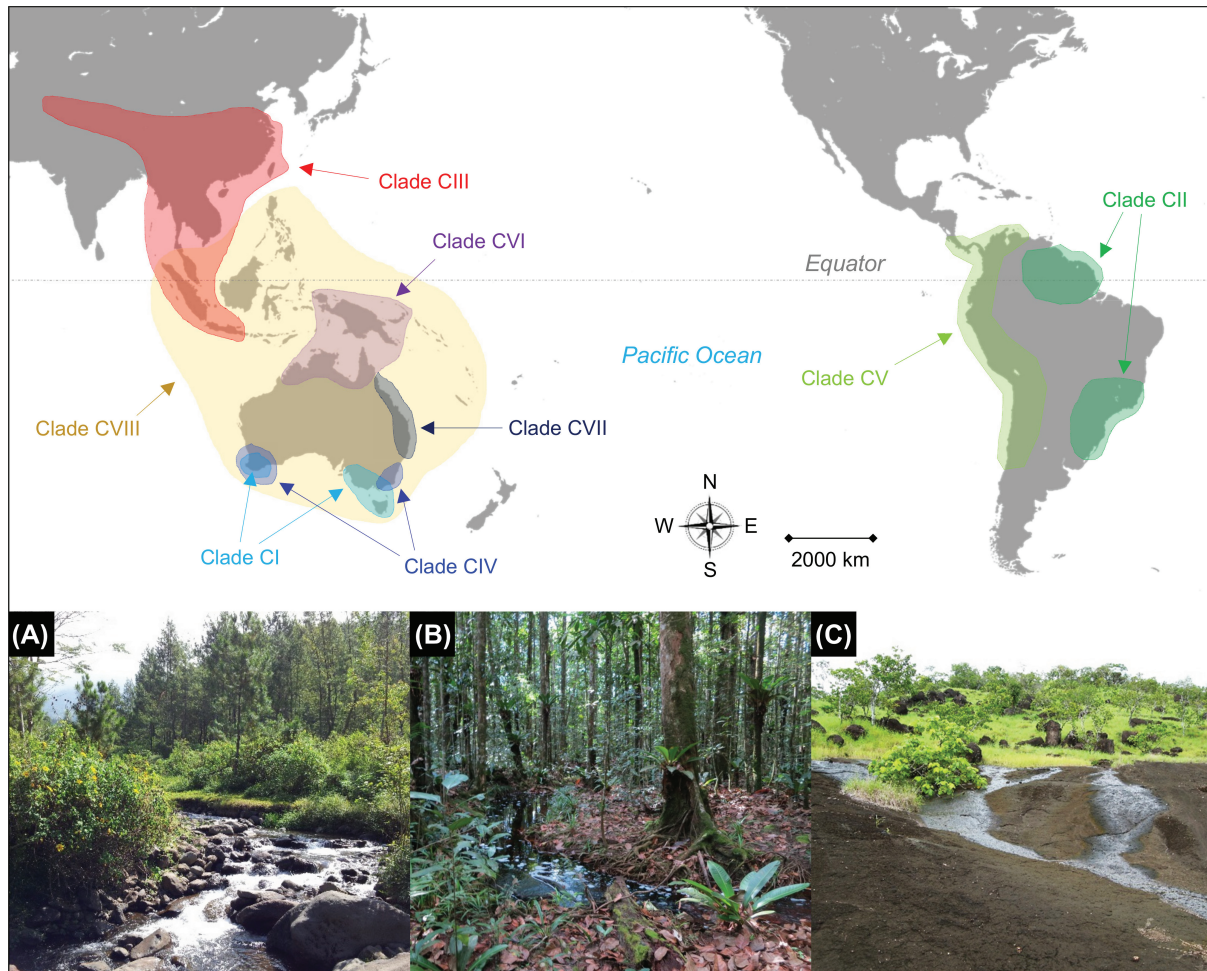 Clade CIII
Clade CII
Clade CVI
Equator
Pacific Ocean
Clade CV
Clade CVIII
Clade CVII
N
W E
S
2000 km
Clade CI
Clade CIV
(A)
(B)
(C)